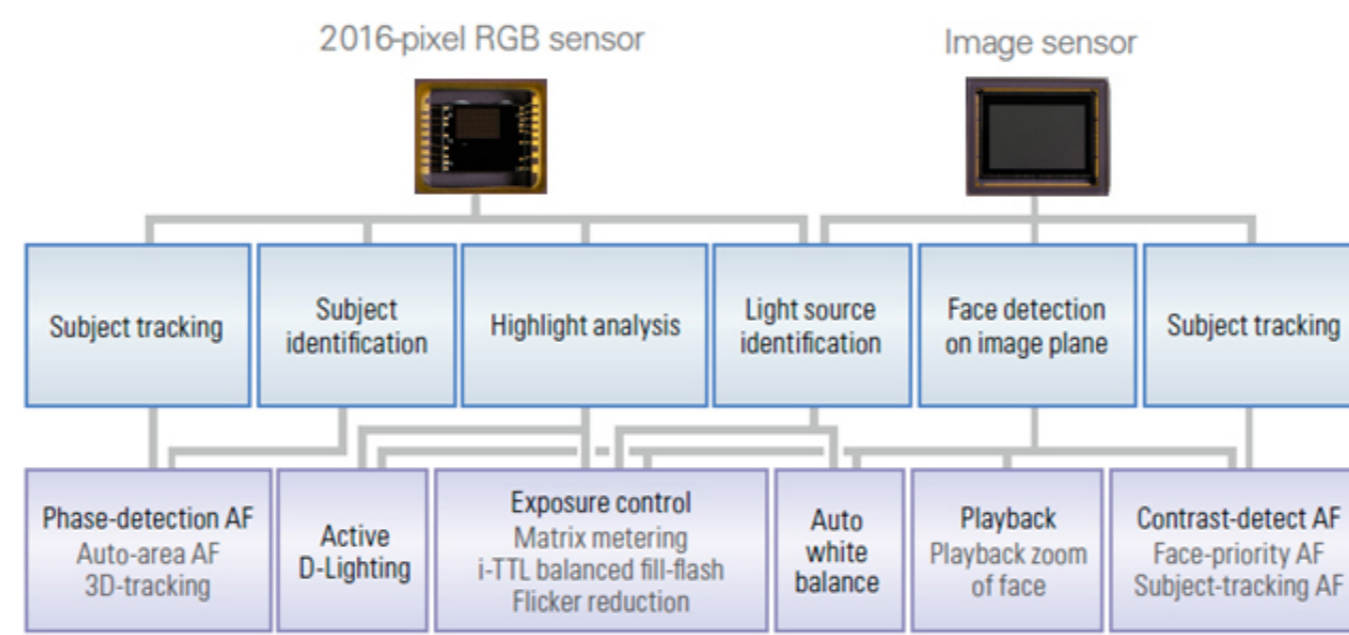 2016-pixel RGB sensor
Image sensor
Subject tracking
Subject
identification
Highlight analysis
Light source
identification
Face detection
on image plane
Subject tracking
Phase-detection AF
Auto-area AF
3D-tracking
Active
D-Lighting
Exposure control
Matrix metering
i-TTL balanced fill-flash
Flicker reduction
Auto
white
balance
Playback
Playback zoom
of face
Contrast-detect AF
Face-priority AF
Subject-tracking AF